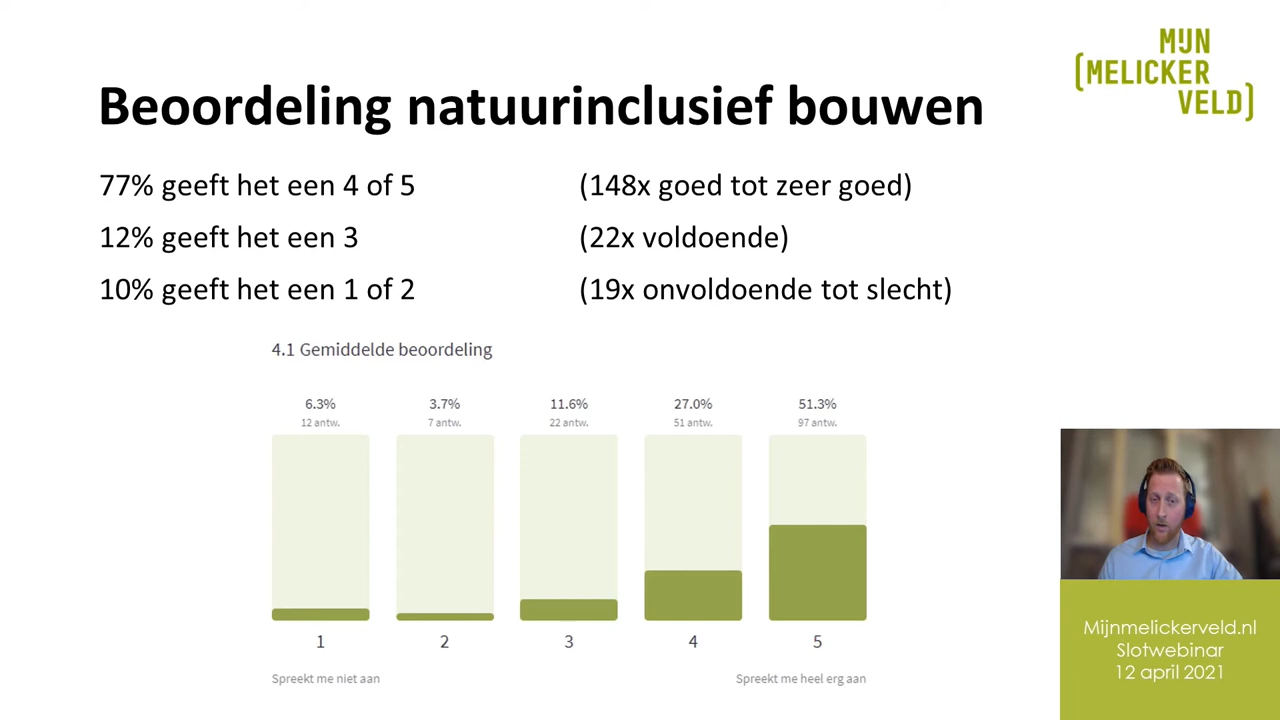 MIJN
[MELICKER
VELD]
Beoordeling natuurinclusief bouwen
77% geeft het een 4 of 5 (148x goed tot zeer goed)
12% geeft het een 3 (22x voldoende)
10% geeft het een 1 of 2 (19x onvoldoende tot slecht)
4.1 Gemiddelde beoordeling
6.3% 3.7% 11.6% 27.0% 51.3%
12 antw. 7 antw. 22 antw. 51 antw. 97 antw.
1 2 3 4 5
Spreekt me niet aan Spreekt me heel erg aan
Mijnmelickerveld.nl
Slotwebinar
12 april 2021